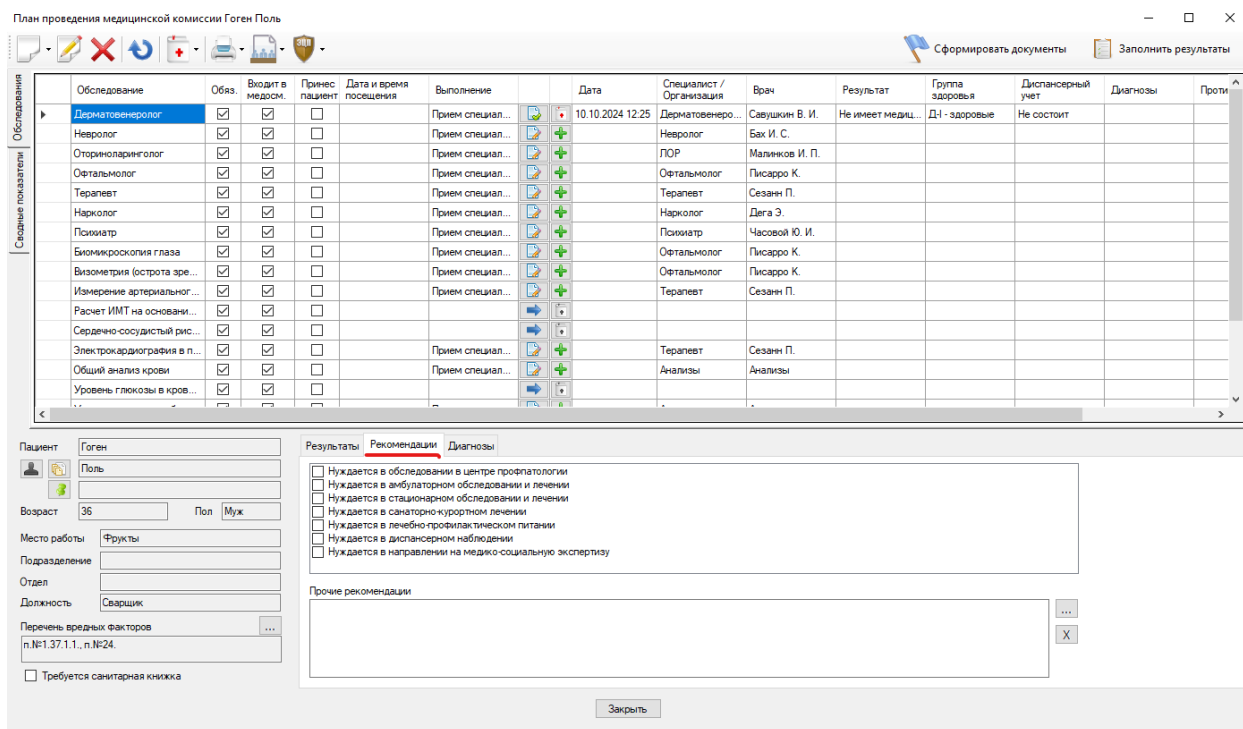 План проведения медицинской комиссии Гоген Поль
Сформировать документы Заполнить результаты
Обследования
Сводные показатели
Обследование Обяз. Входит в медосм. Принес пациент Дата и время посещения Выполнение Дата Специалист / Организация Врач Результат Группа здоровья Диспансерный учет Диагнозы Проти
Дерматовенеролог Прием специал... 10.10.2024 12:25 Дерматовенеро... Савушкин В. И. Не имеет медиц... Д-I - здоровые Не состоит
Невролог Прием специал... Невролог Бах И. С.
Оториноларинголог Прием специал... ЛОР Малинков И. П.
Офтальмолог Прием специал... Офтальмолог Писарро К.
Терапевт Прием специал... Терапевт Сезанн П.
Нарколог Прием специал... Нарколог Дега Э.
Психиатр Прием специал... Психиатр Часовой Ю. И.
Биомикроскопия глаза Прием специал... Офтальмолог Писарро К.
Визометрия (острота зре... Прием специал... Офтальмолог Писарро К.
Измерение артериальног... Прием специал... Терапевт Сезанн П.
Расчет ИМТ на основани...
Сердечно-сосудистый рис...
Электрокардиография в п... Прием специал... Терапевт Сезанн П.
Общий анализ крови Прием специал... Анализы Анализы
Уровень глюкозы в кров...
Пациент Гоген
Поль
Возраст 36 Пол Муж
Место работы Фрукты
Подразделение
Отдел
Должность Сварщик
Перечень вредных факторов ...
п.№1.37.1.1., п.№24.
Требуется санитарная книжка
Результаты Рекомендации Диагнозы
Нуждается в обследовании в центре профпатологии
Нуждается в амбулаторном обследовании и лечении
Нуждается в стационарном обследовании и лечении
Нуждается в санаторно-курортном лечении
Нуждается в лечебно-профилактическом питании
Нуждается в диспансерном наблюдении
Нуждается в направлении на медико-социальную экспертизу
Прочие рекомендации
...
X
Закрыть